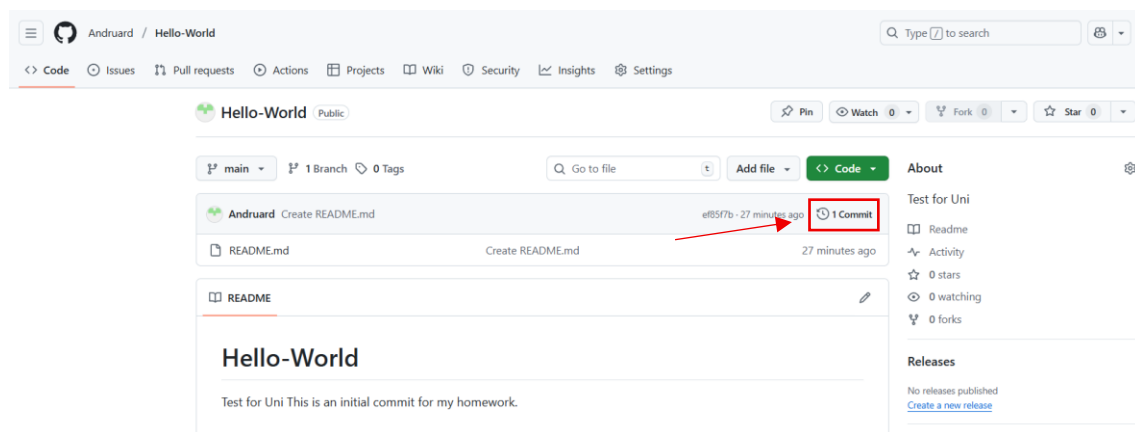 Andruard / Hello-World Type / to search
Code Issues Pull requests Actions Projects Wiki Security Insights Settings
Hello-World Public Pin Watch 0 Fork 0 Star 0
main 1 Branch 0 Tags Go to file t Add file Code
About
Test for Uni
Andruard Create README.md ef85f7b · 27 minutes ago 1 Commit
README.md Create README.md 27 minutes ago
Readme
Activity
0 stars
0 watching
0 forks
README
Hello-World
Test for Uni This is an initial commit for my homework.
Releases
No releases published
Create a new release